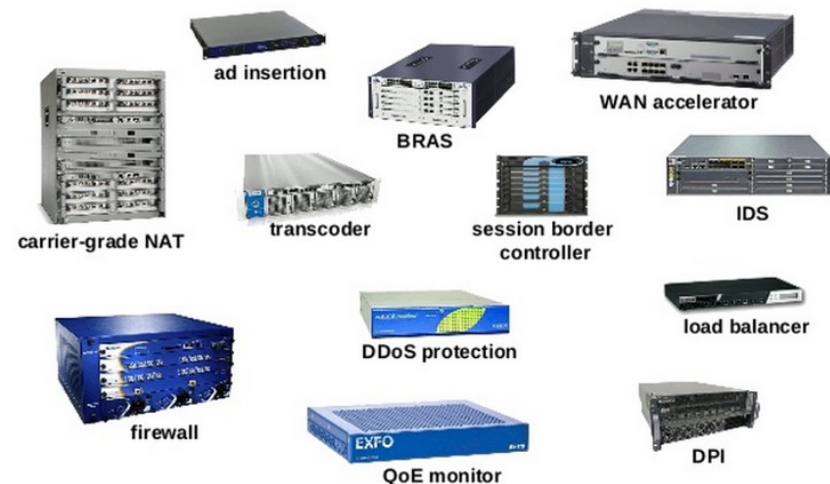 ad insertion
BRAS
WAN accelerator
carrier-grade NAT
transcoder
session border
controller
IDS
firewall
DDoS protection
load balancer
EXFO
QoE monitor
DPI